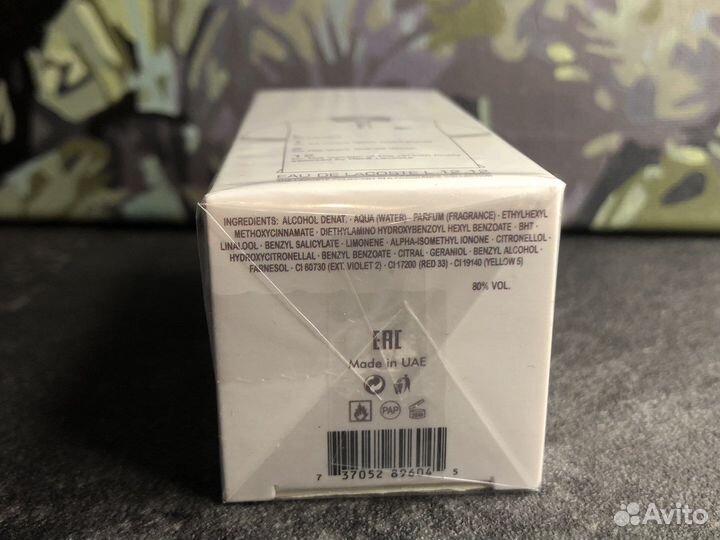 EAU DE LACOSTE L.12.12
INGREDIENTS: ALCOHOL DENAT. · AQUA (WATER) · PARFUM (FRAGRANCE) · ETHYLHEXYL
METHOXYCINNAMATE · DIETHYLAMINO HYDROXYBENZOYL HEXYL BENZOATE · BHT ·
LINALOOL · BENZYL SALICYLATE · LIMONENE · ALPHA-ISOMETHYL IONONE · CITRONELLOL ·
HYDROXYCITRONELLAL · BENZYL BENZOATE · CITRAL · GERANIOL · BENZYL ALCOHOL ·
FARNESOL · CI 60730 (EXT. VIOLET 2) · CI 17200 (RED 33) · CI 19140 (YELLOW 5)
80% VOL.
EAC
Made in UAE
PAP
7 37052 89604 5
Avito